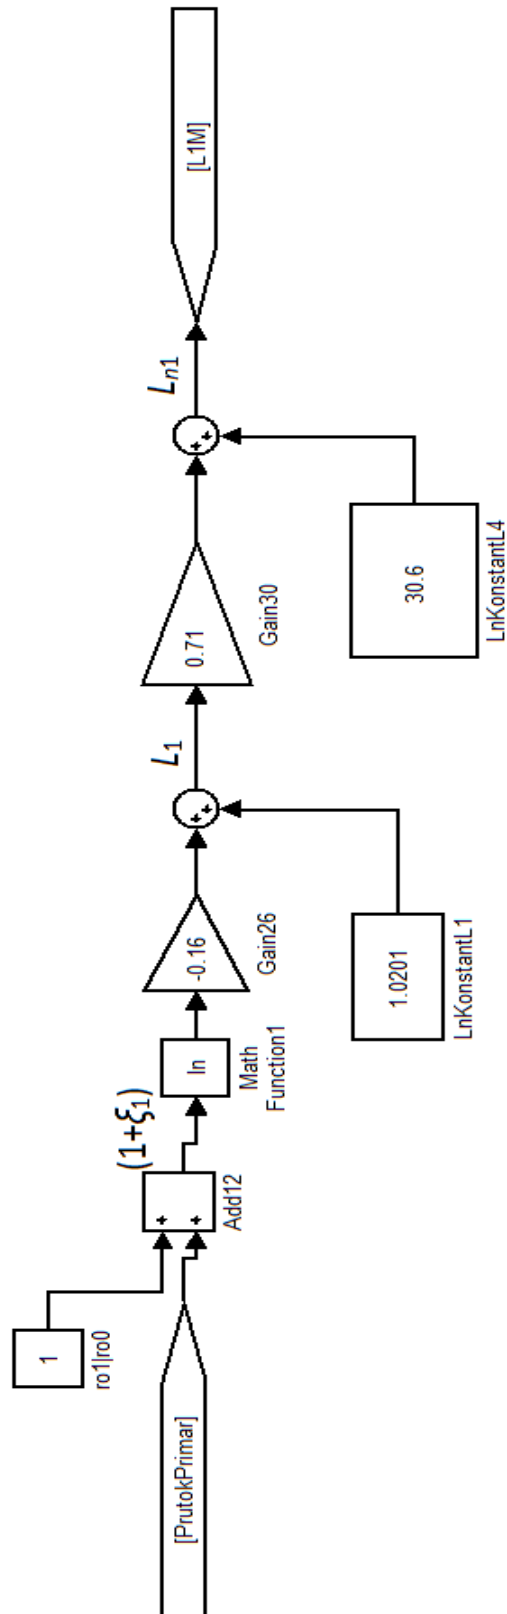 1
ro1|ro0
[PrutokPrimar]
+
+
Add12
(1+ξ1)
ln
Math
Function1
-0.16
Gain26
1.0201
LnKonstantL1
+
+
L1
0.71
Gain30
30.6
LnKonstantL4
+
+
Ln1
[L1M]